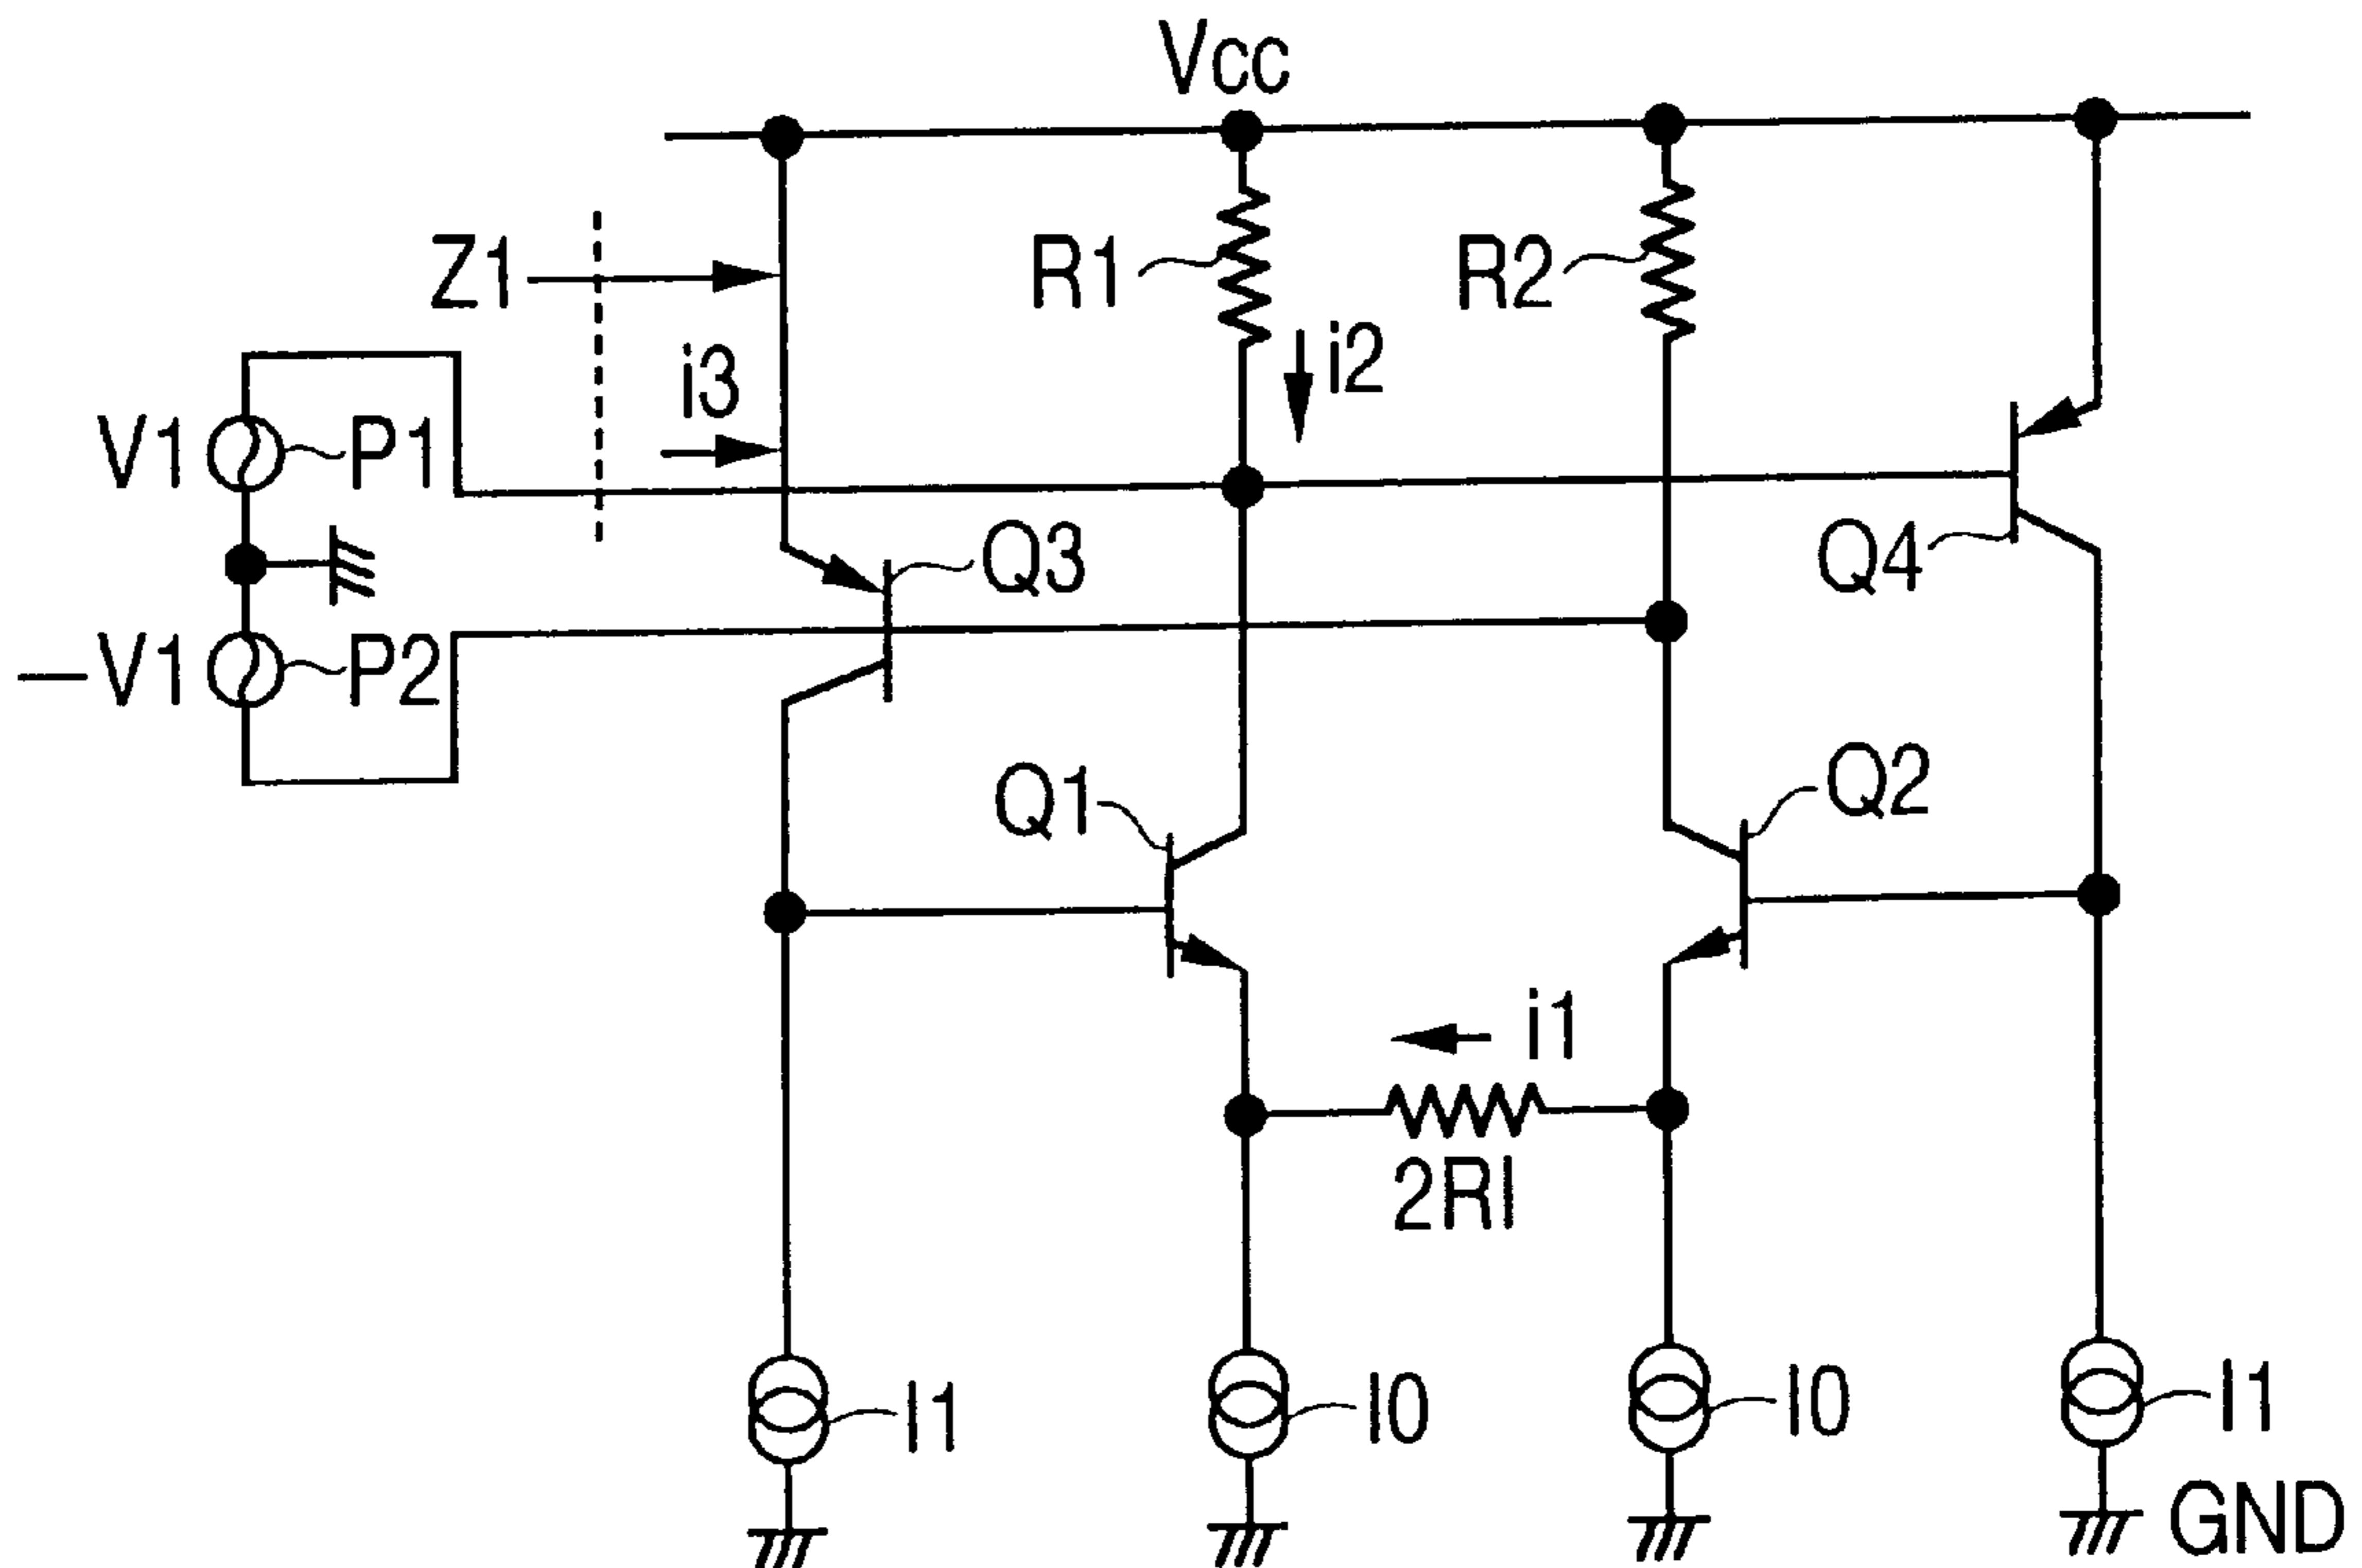 Vcc
Z1
R1
R2
i3
i2
V1
P1
Q3
Q4
−V1
P2
Q1
Q2
i1
2RI
I1
I0
I0
I1
GND